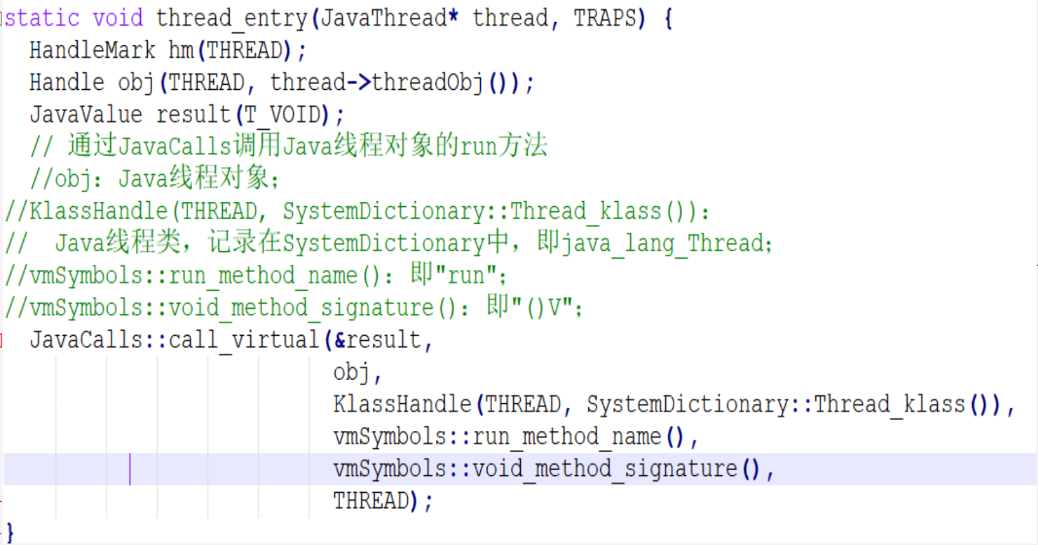 static void thread_entry(JavaThread* thread, TRAPS) {
HandleMark hm(THREAD);
Handle obj(THREAD, thread->threadObj());
JavaValue result(T_VOID);
// 通过JavaCalls调用Java线程对象的run方法
//obj: Java线程对象;
//KlassHandle(THREAD, SystemDictionary::Thread_klass()):
// Java线程类，记录在SystemDictionary中，即java_lang_Thread;
//vmSymbols::run_method_name(): 即"run";
//vmSymbols::void_method_signature(): 即"()V";
JavaCalls::call_virtual(&result,
obj,
KlassHandle(THREAD, SystemDictionary::Thread_klass()),
vmSymbols::run_method_name(),
vmSymbols::void_method_signature(),
THREAD);
}